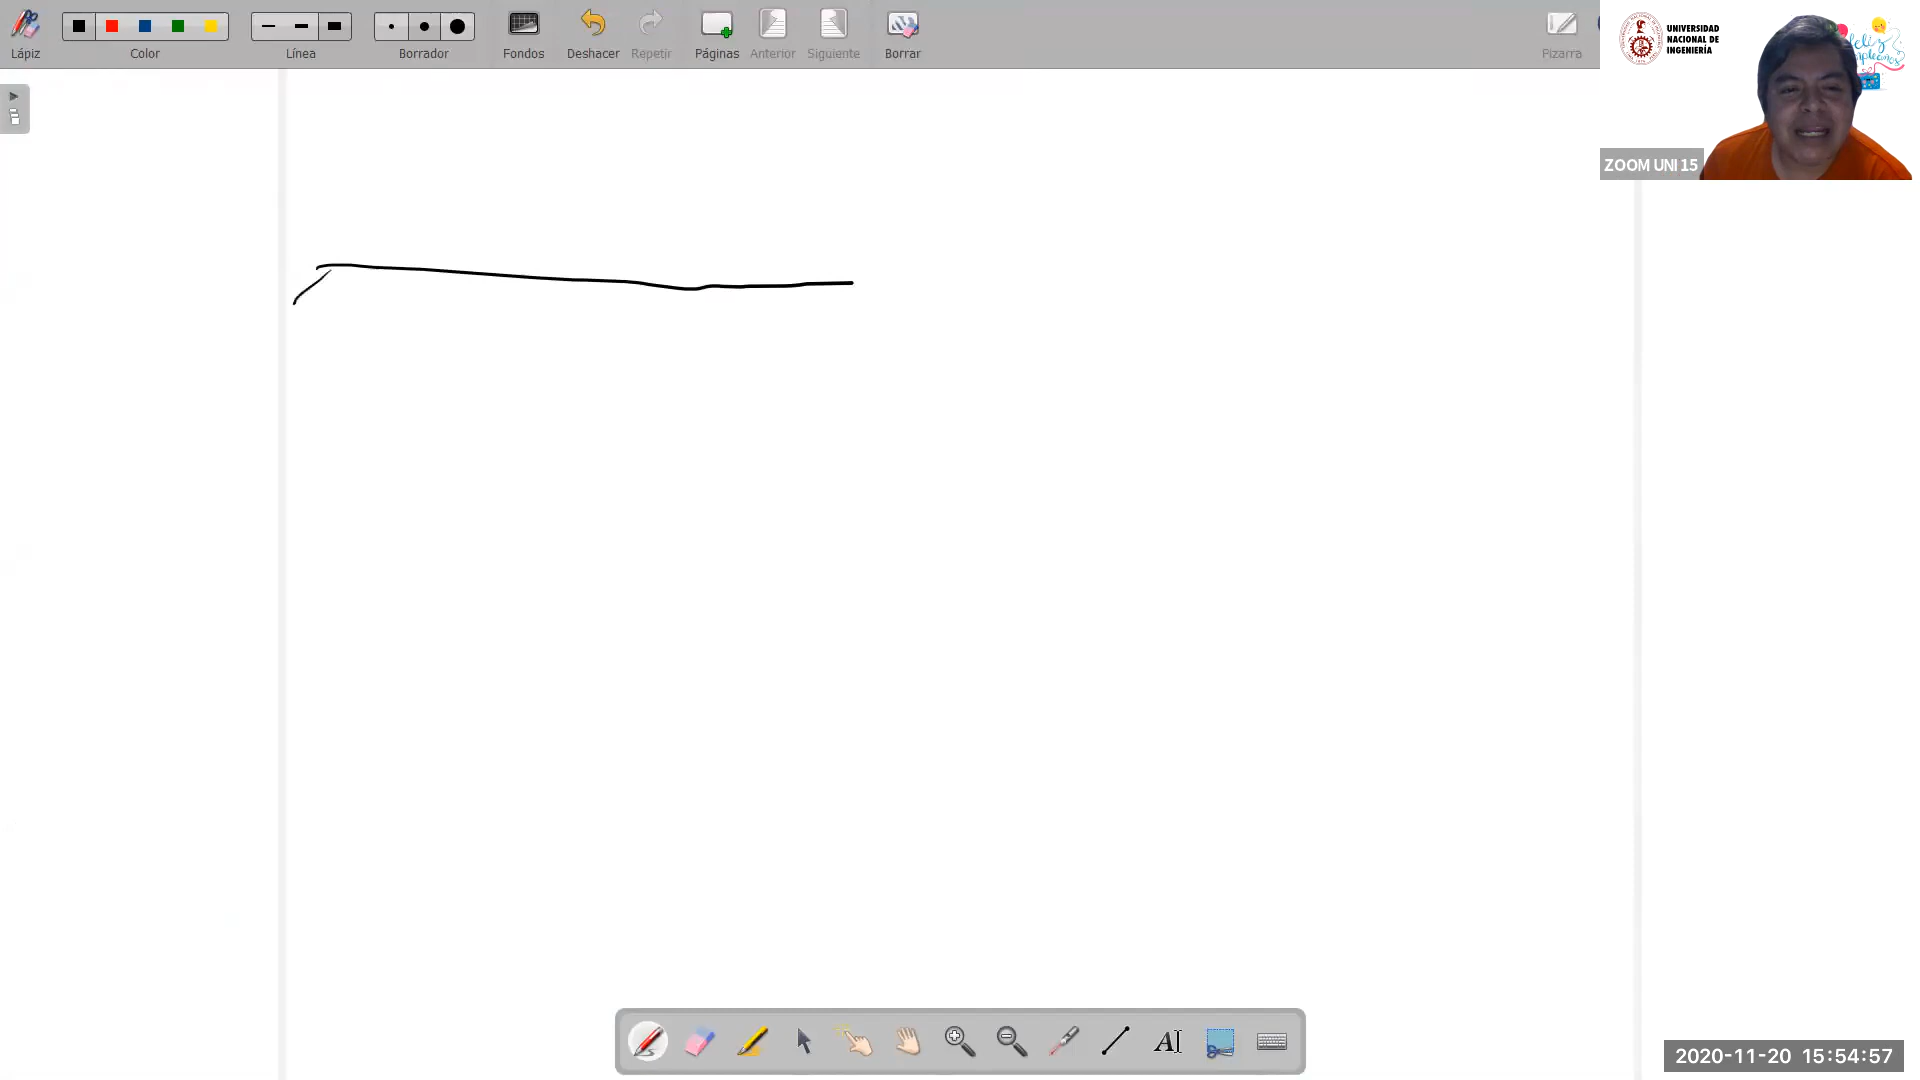 Lápiz
Color
Línea
Borrador
Fondos
Deshacer
Repetir
Páginas
Anterior
Siguiente
Borrar
Pizarra
UNIVERSIDAD
NACIONAL DE
INGENIERÍA
feliz
ZOOM UNI 15
A
2020-11-20 15:54:57